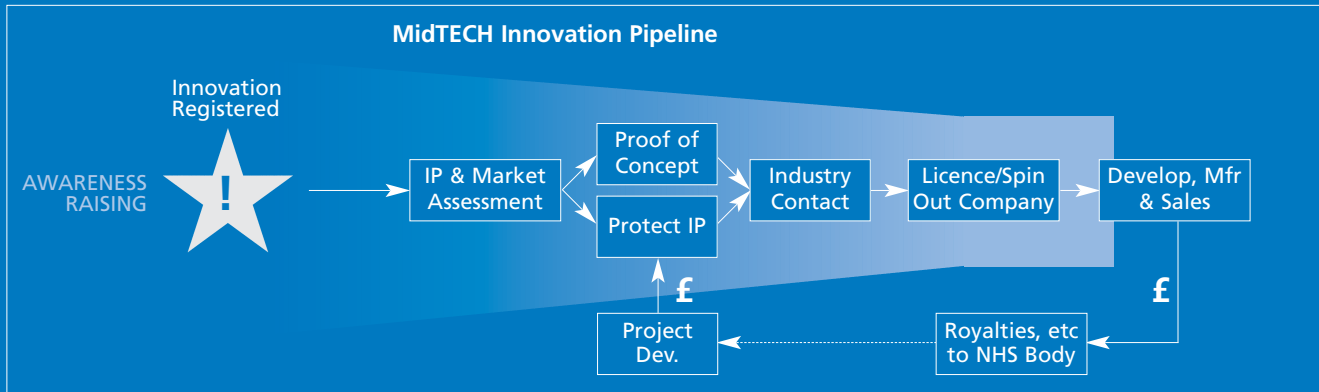 MidTECH Innovation Pipeline
Innovation
Registered
AWARENESS
RAISING
!
IP & Market
Assessment
Proof of
Concept
Protect IP
Industry
Contact
Licence/Spin
Out Company
Develop, Mfr
& Sales
£
£
Project
Dev.
Royalties, etc
to NHS Body